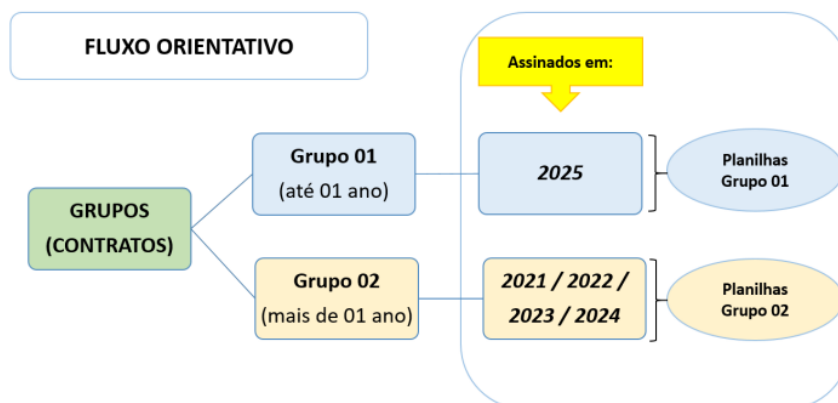 FLUXO ORIENTATIVO
Assinados em:
Grupo 01
(até 01 ano)
2025
Planilhas
Grupo 01
GRUPOS
(CONTRATOS)
Grupo 02
(mais de 01 ano)
2021 / 2022 /
2023 / 2024
Planilhas
Grupo 02